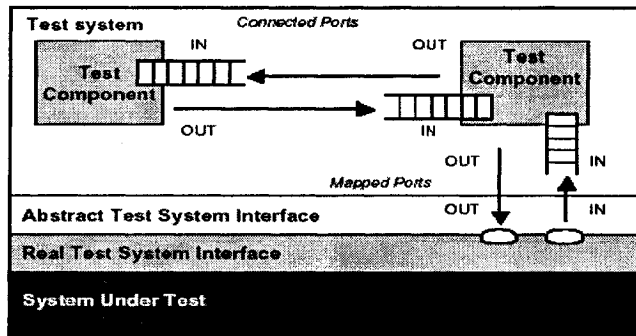 Test system
Connected Ports
IN
OUT
Test
Component
Test
Component
OUT
IN
OUT
IN
Mapped Ports
Abstract Test System Interface
OUT
IN
Real Test System Interface
System Under Test